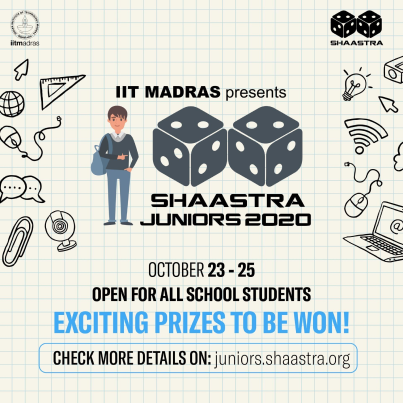 iitmadras
SHAASTRA
IIT MADRAS presents
SHAASTRA
JUNIORS 2020
OCTOBER 23 - 25
OPEN FOR ALL SCHOOL STUDENTS
EXCITING PRIZES TO BE WON!
CHECK MORE DETAILS ON: juniors.shaastra.org